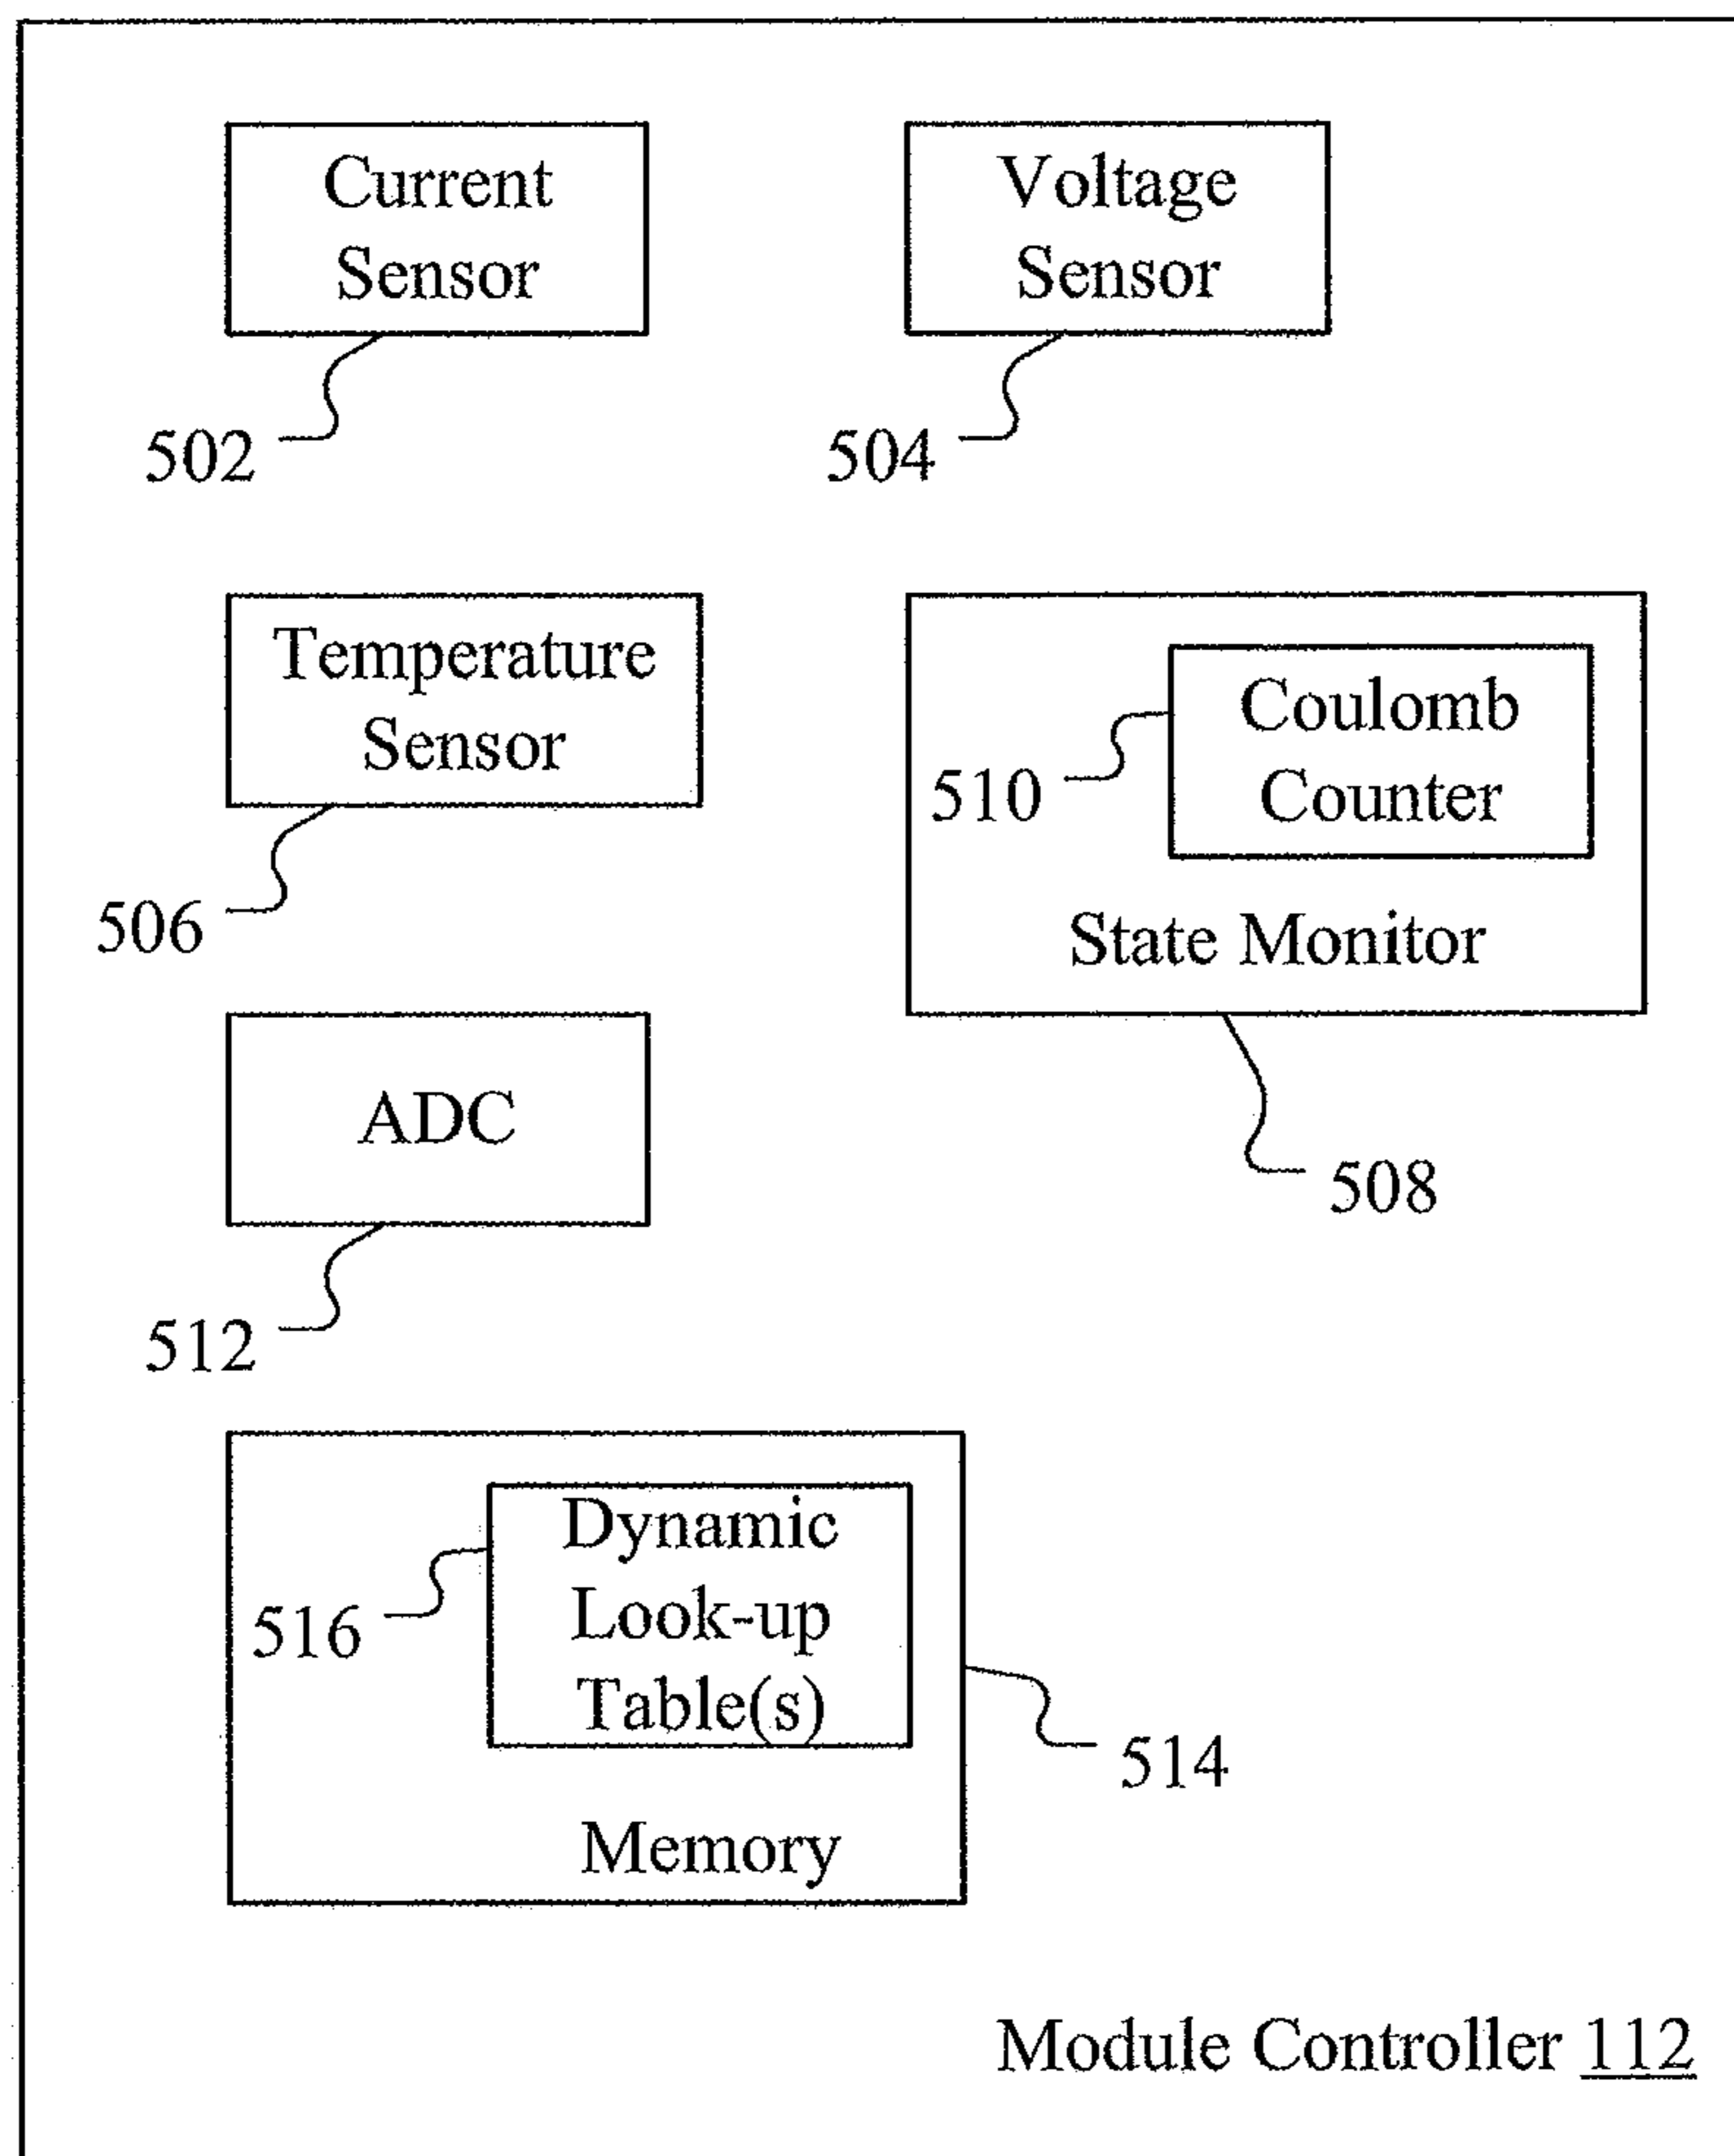 Current
Sensor
502
Voltage
Sensor
504
Temperature
Sensor
506
Coulomb
Counter
510
State Monitor
508
ADC
512
Dynamic
Look-up
Table(s)
516
514
Memory
Module Controller 112